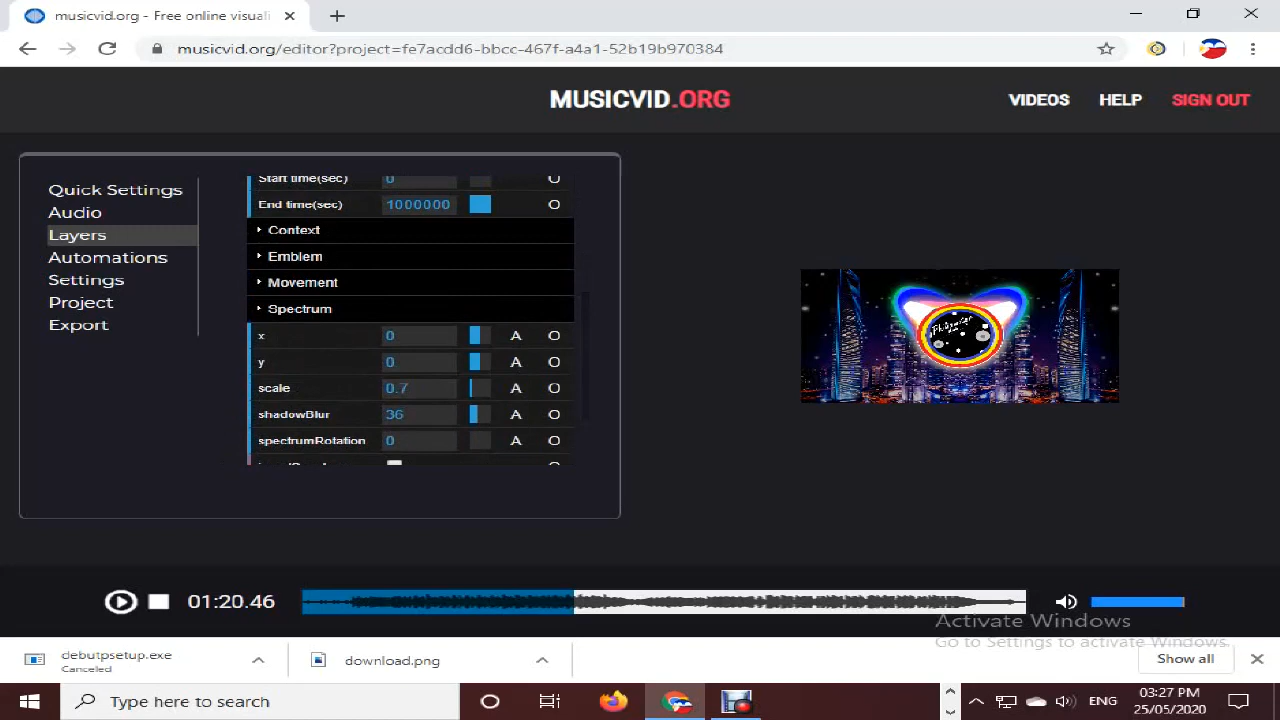 musicvid.org - Free online visuali
musicvid.org/editor?project=fe7acdd6-bbcc-467f-a4a1-52b19b970384
MUSICVID.ORG
VIDEOS HELP SIGN OUT
Quick Settings
Audio
Layers
Automations
Settings
Project
Export
Start time(sec) 0 O
End time(sec) 1000000 O
Context
Emblem
Movement
Spectrum
x 0 A O
y 0 A O
scale 0.7 A O
shadowBlur 36 A O
spectrumRotation 0 A O
01:20.46
Activate Windows
Go to Settings to activate Windows.
debutpsetup.exe
Canceled
download.png
Show all
Type here to search
ENG
03:27 PM
25/05/2020